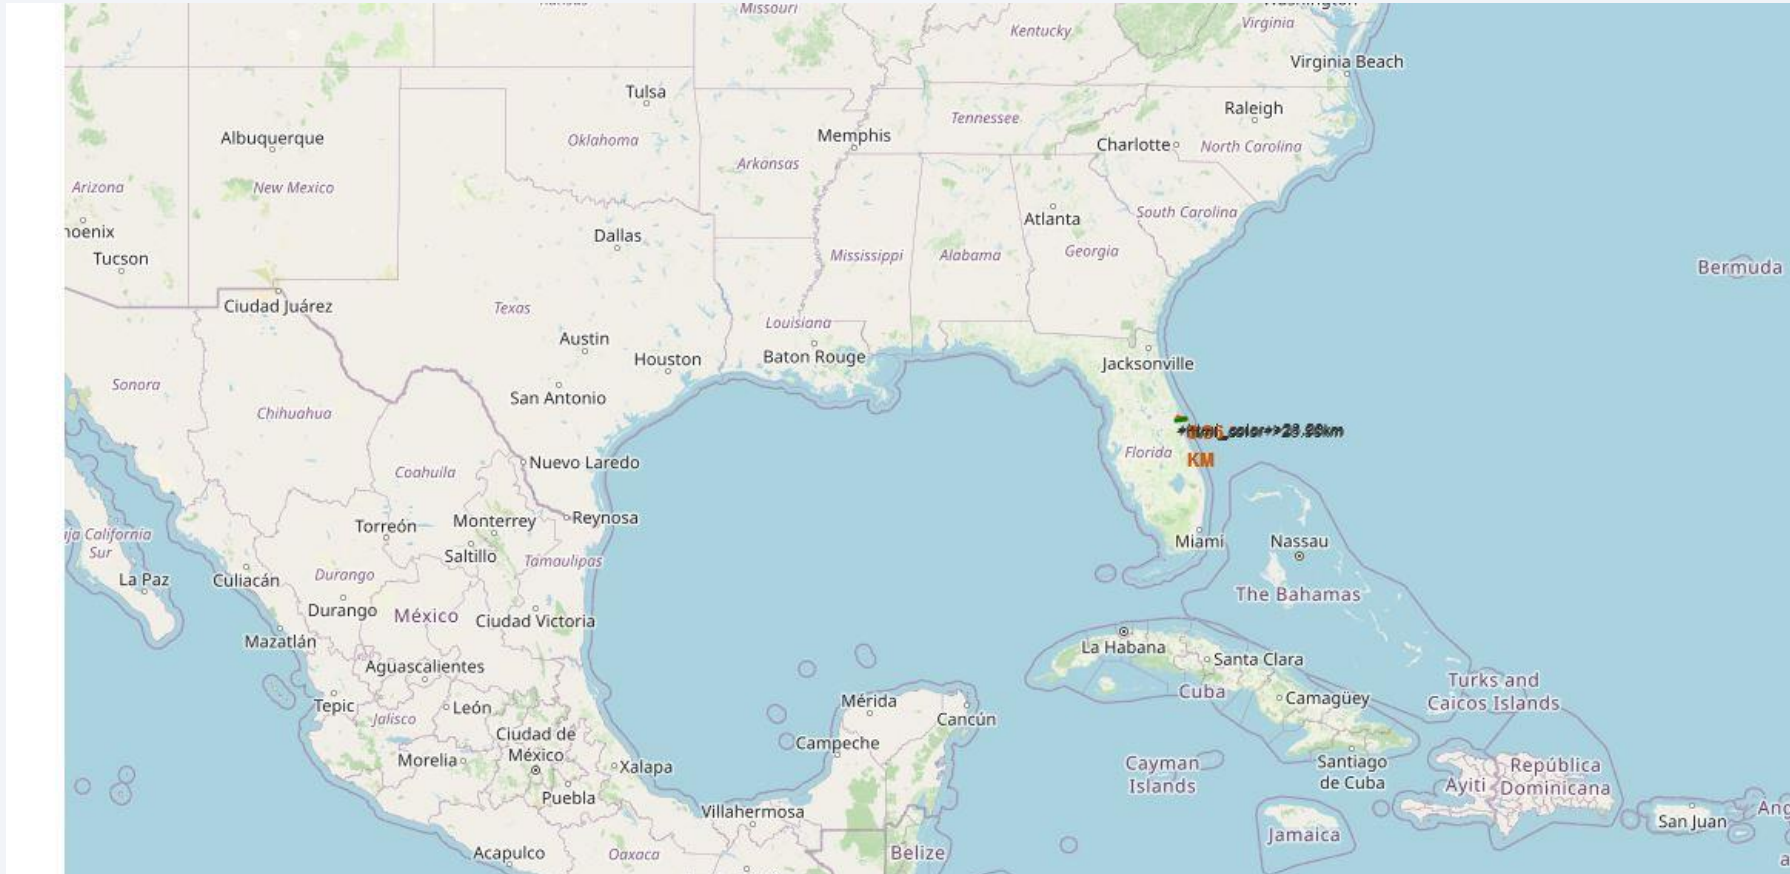 Missouri
Kentucky
Virginia
Virginia Beach
Tulsa
Raleigh
Tennessee
Albuquerque
Oklahoma
Memphis
Charlotte
North Carolina
Arkansas
Arizona
New Mexico
South Carolina
Atlanta
hoenix
Dallas
Tucson
Mississippi
Alabama
Georgia
Bermuda
Ciudad Juárez
Texas
Louisiana
Austin
Houston
Baton Rouge
Jacksonville
Sonora
San Antonio
Chihuahua
Florida
KM
Nuevo Laredo
Coahuila
Torreón
Monterrey
Reynosa
ja California
Sur
Saltillo
Tamaulipas
Miami
Nassau
La Paz
Culiacán
Durango
The Bahamas
Durango
México
Ciudad Victoria
Mazatlán
La Habana
Santa Clara
Aguascalientes
Turks and
Caicos Islands
Tepic
León
Mérida
Cuba
Camagüey
Jalisco
Cancún
Ciudad de
México
Campeche
Morelia
Xalapa
Cayman
Islands
Santiago
de Cuba
República
Dominicana
Ayiti
Puebla
Villahermosa
San Juan
Ang
Jamaica
Acapulco
Oaxaca
Belize
a